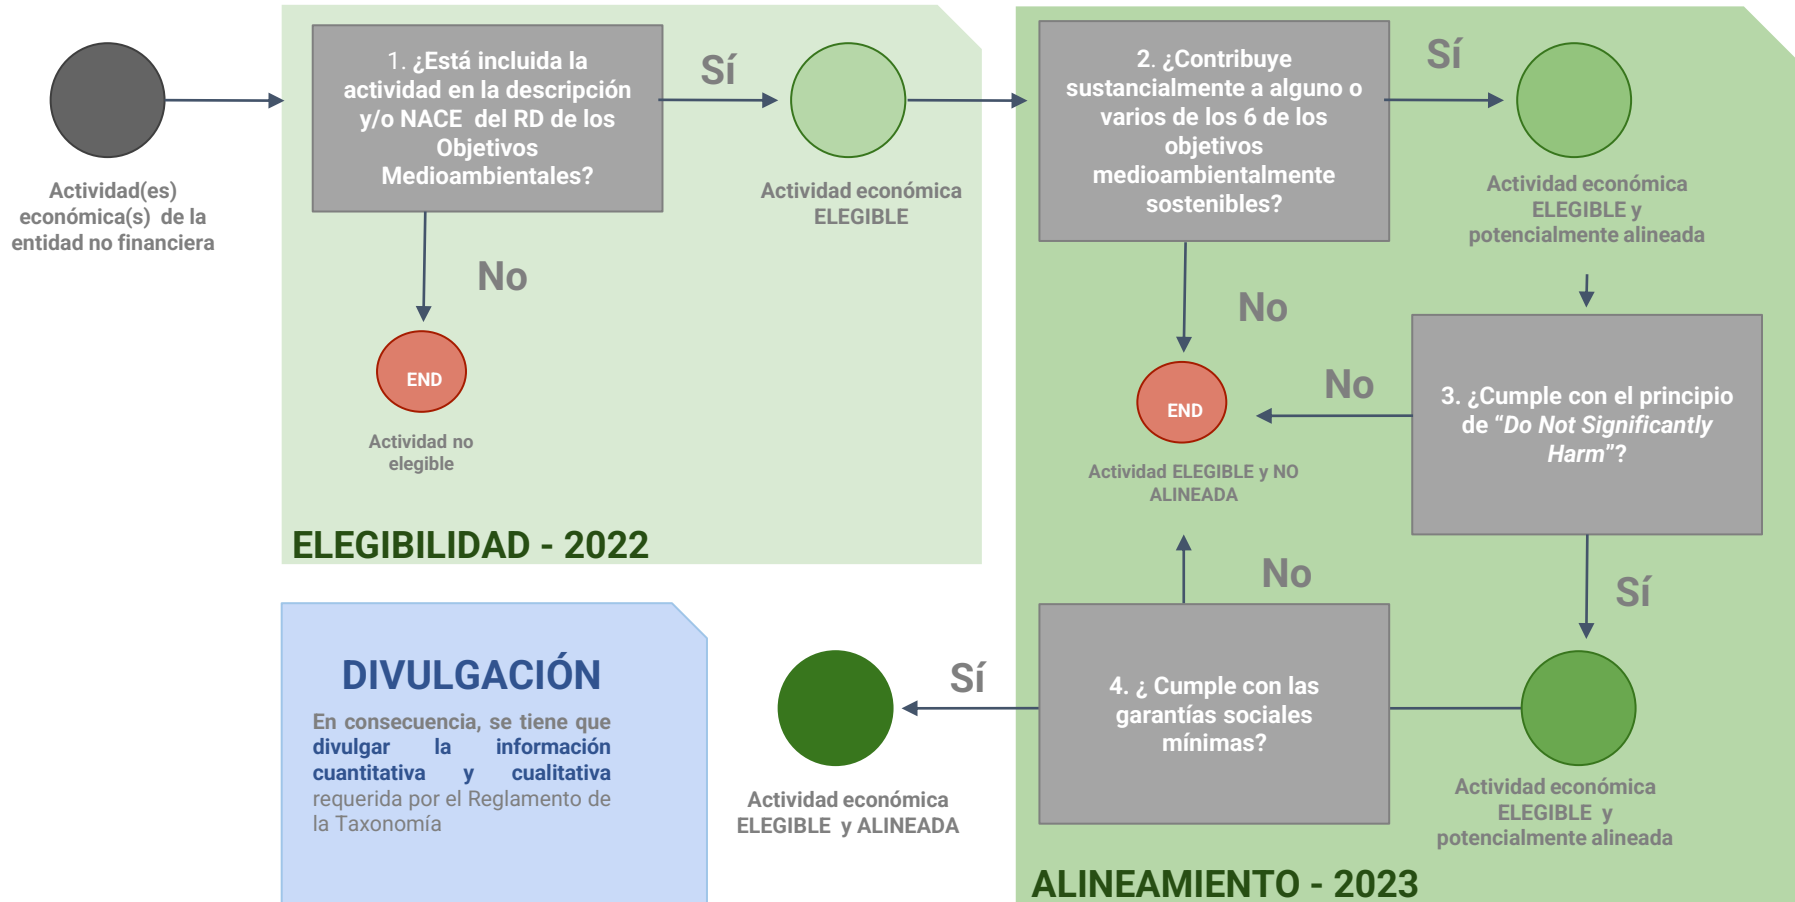 Actividad(es)
económica(s) de la
entidad no financiera
1. ¿Está incluida la
actividad en la descripción
y/o NACE del RD de los
Objetivos
Medioambientales?
Sí
Actividad económica
ELEGIBLE
No
END
Actividad no
elegible
ELEGIBILIDAD - 2022
2. ¿Contribuye
sustancialmente a alguno o
varios de los 6 de los
objetivos
medioambientalmente
sostenibles?
Sí
Actividad económica
ELEGIBLE y
potencialmente alineada
No
END
Actividad ELEGIBLE y NO
ALINEADA
No
3. ¿Cumple con el principio
de “Do Not Significantly
Harm”?
Sí
Actividad económica
ELEGIBLE y
potencialmente alineada
No
4. ¿ Cumple con las
garantías sociales
mínimas?
Sí
Actividad económica
ELEGIBLE y ALINEADA
ALINEAMIENTO - 2023
DIVULGACIÓN
En consecuencia, se tiene que
divulgar la información
cuantitativa y cualitativa
requerida por el Reglamento de
la Taxonomía